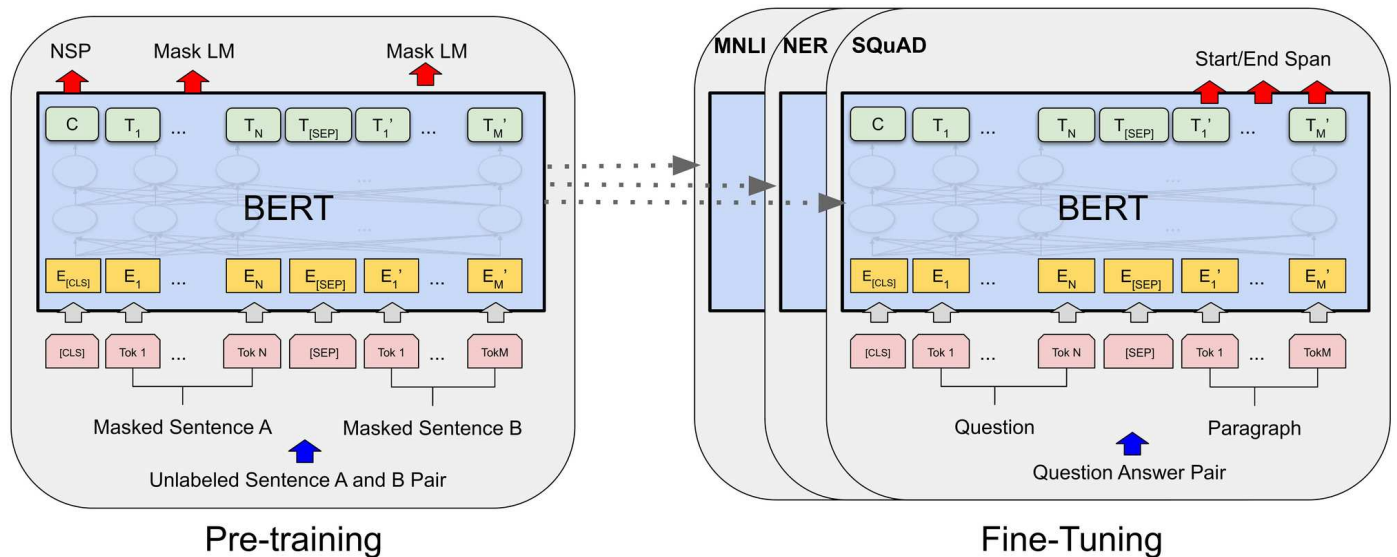 NSP Mask LM Mask LM
C T1 ... TN T[SEP] T1' ... TM'
...
BERT
...
E[CLS] E1 ... EN E[SEP] E1' ... EM'
[CLS] Tok 1 ... Tok N [SEP] Tok 1 ... TokM
Masked Sentence A Masked Sentence B
Unlabeled Sentence A and B Pair
Pre-training
MNLI NER SQuAD
Start/End Span
C T1 ... TN T[SEP] T1' ... TM'
...
BERT
...
E[CLS] E1 ... EN E[SEP] E1' ... EM'
[CLS] Tok 1 ... Tok N [SEP] Tok 1 ... TokM
Question Paragraph
Question Answer Pair
Fine-Tuning